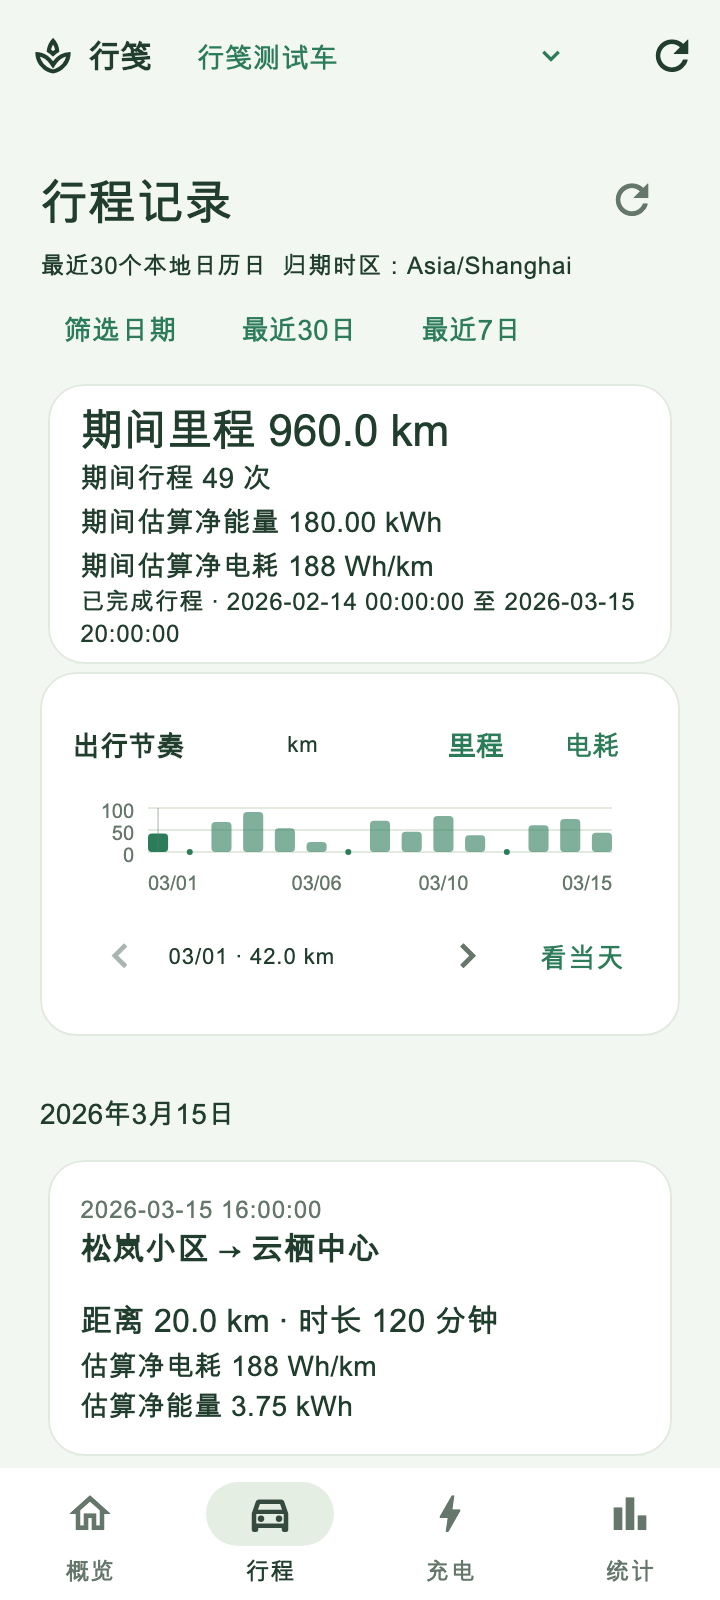 行笺 行笺测试车
行程记录
最近30个本地日历日 归期时区：Asia/Shanghai
筛选日期 最近30日 最近7日
期间里程 960.0 km
期间行程 49 次
期间估算净能量 180.00 kWh
期间估算净电耗 188 Wh/km
已完成行程 · 2026-02-14 00:00:00 至 2026-03-15
20:00:00
出行节奏 km 里程 电耗
100
50
0
03/01 03/06 03/10 03/15
03/01 · 42.0 km 看当天
2026年3月15日
2026-03-15 16:00:00
松岚小区 → 云栖中心
距离 20.0 km · 时长 120 分钟
估算净电耗 188 Wh/km
估算净能量 3.75 kWh
概览 行程 充电 统计